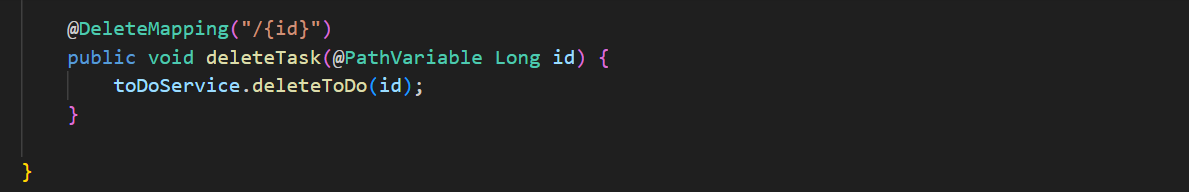 @DeleteMapping("/{id}")
public void deleteTask(@PathVariable Long id) {
toDoService.deleteToDo(id);
}
}